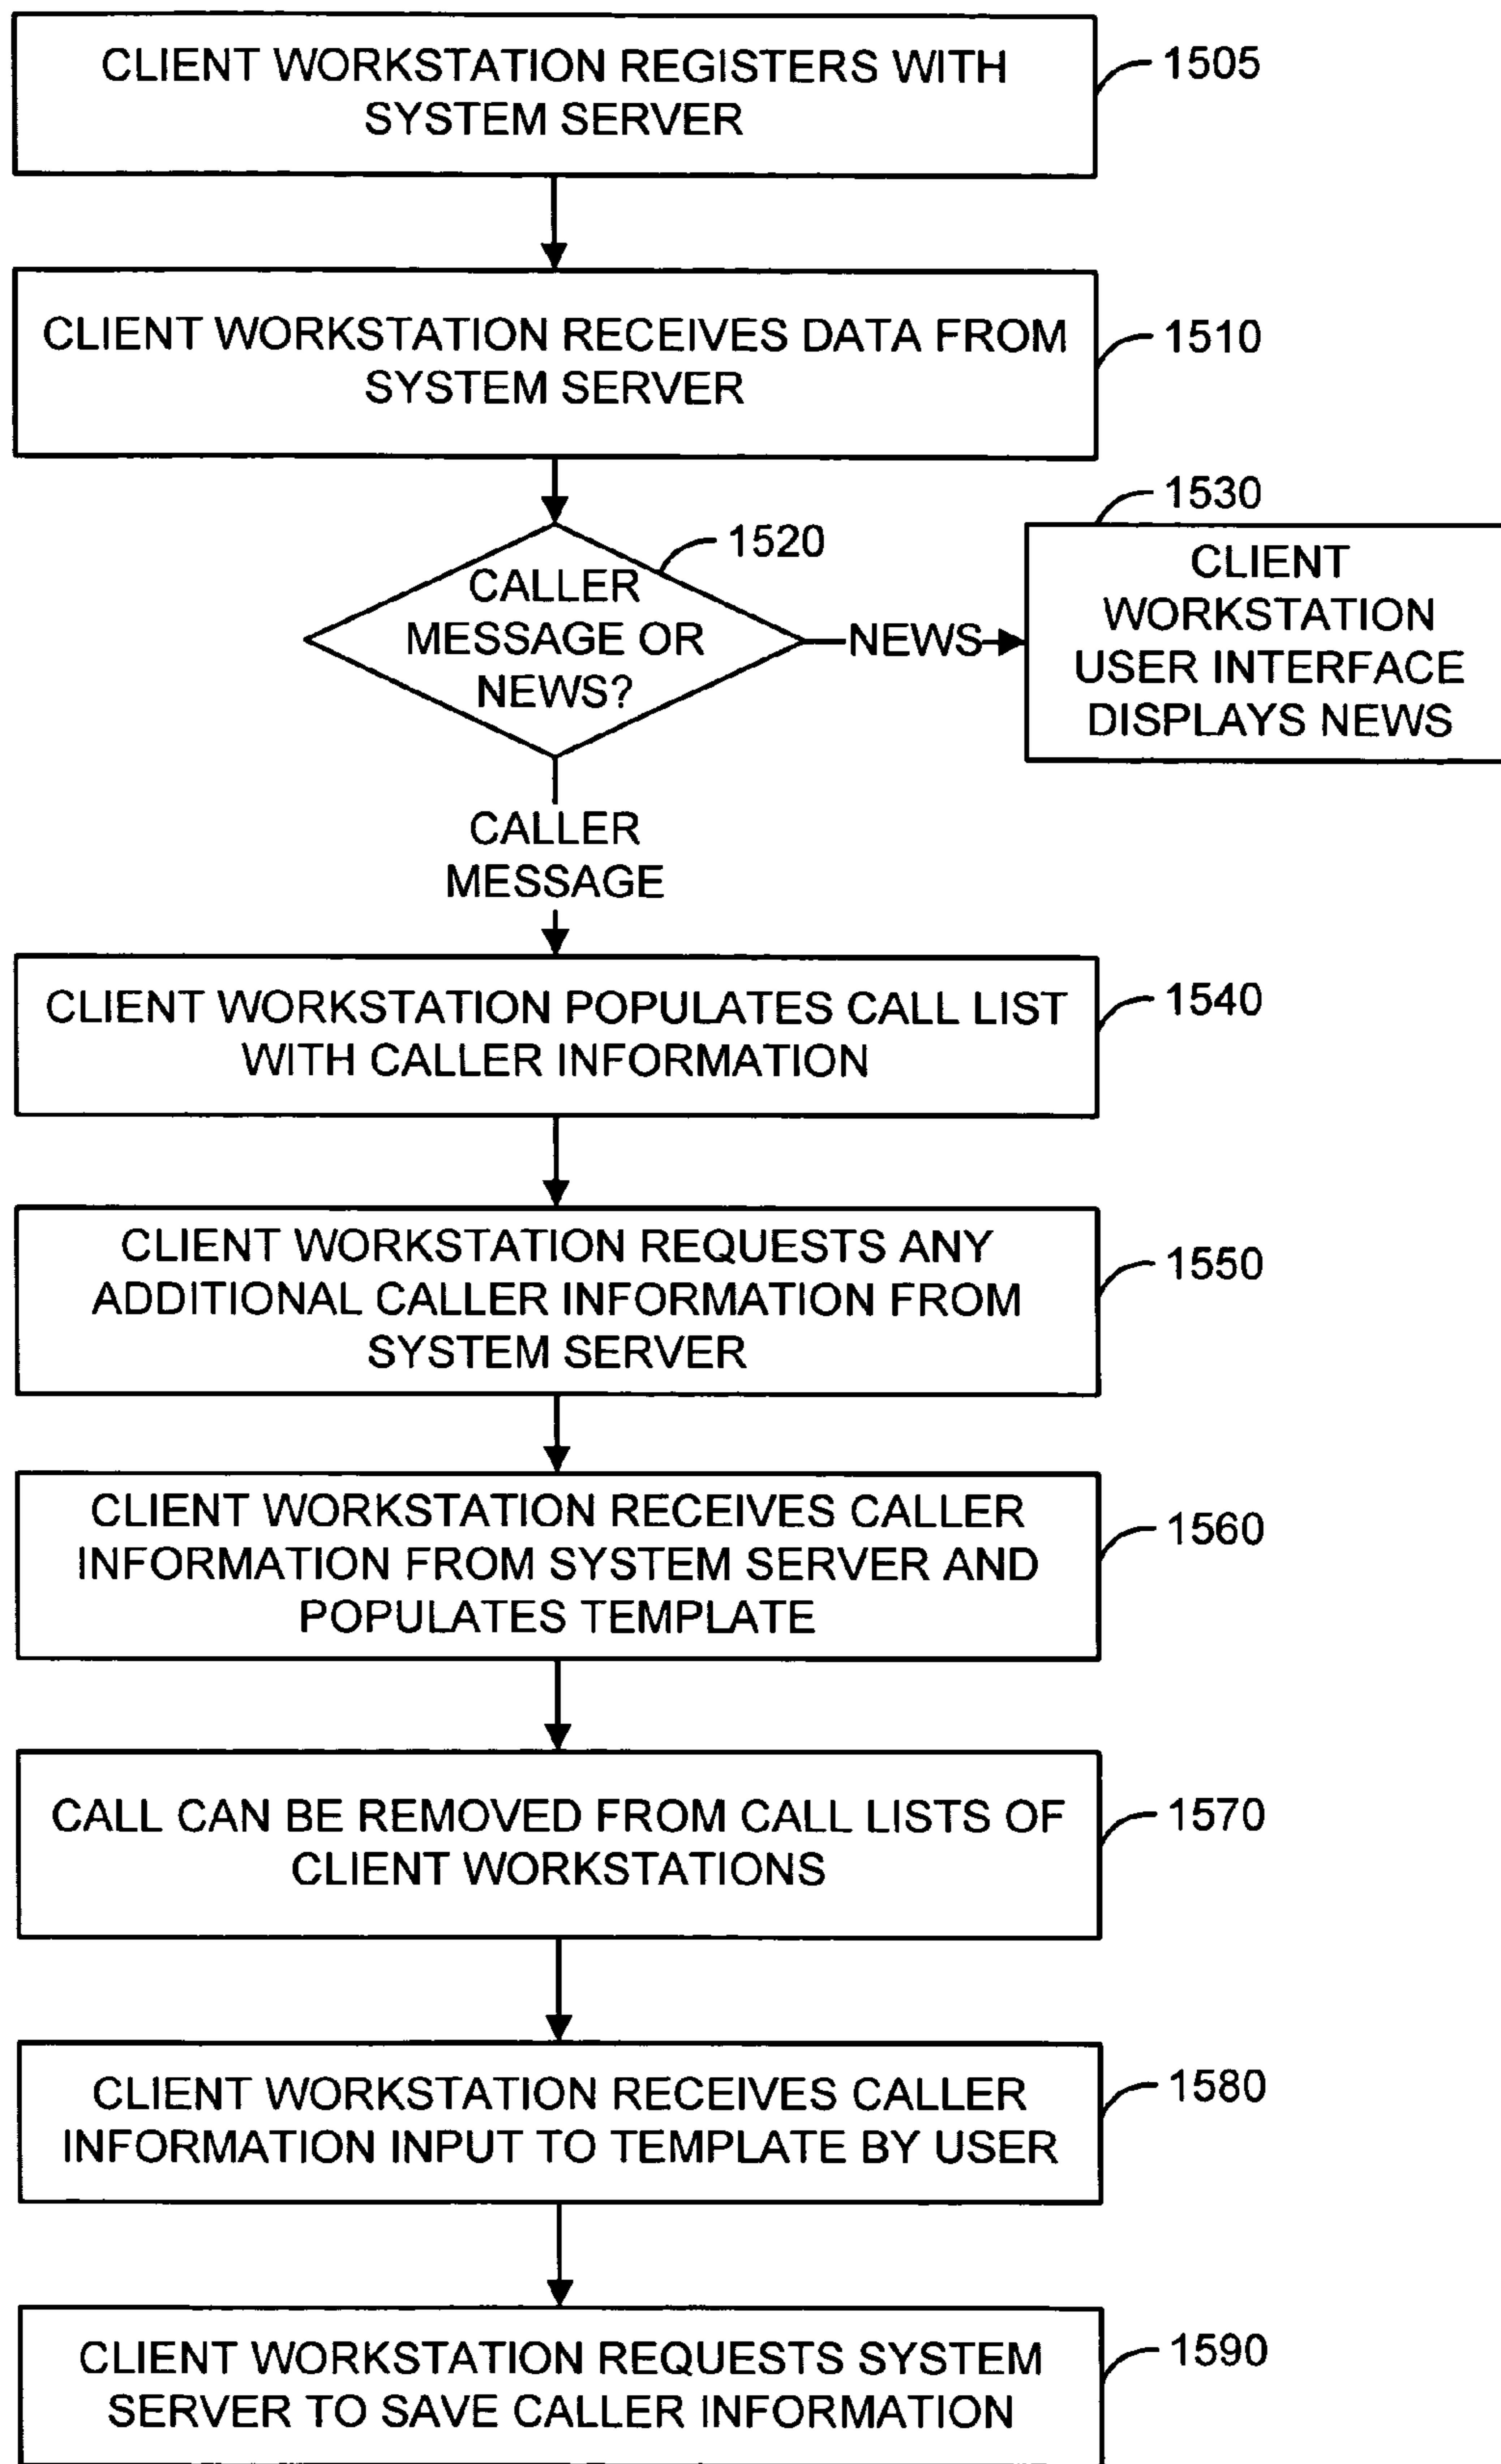 CLIENT WORKSTATION REGISTERS WITH
SYSTEM SERVER
1505
CLIENT WORKSTATION RECEIVES DATA FROM
SYSTEM SERVER
1510
CALLER
MESSAGE OR
NEWS?
1520
NEWS
1530
CLIENT
WORKSTATION
USER INTERFACE
DISPLAYS NEWS
CALLER
MESSAGE
CLIENT WORKSTATION POPULATES CALL LIST
WITH CALLER INFORMATION
1540
CLIENT WORKSTATION REQUESTS ANY
ADDITIONAL CALLER INFORMATION FROM
SYSTEM SERVER
1550
CLIENT WORKSTATION RECEIVES CALLER
INFORMATION FROM SYSTEM SERVER AND
POPULATES TEMPLATE
1560
CALL CAN BE REMOVED FROM CALL LISTS OF
CLIENT WORKSTATIONS
1570
CLIENT WORKSTATION RECEIVES CALLER
INFORMATION INPUT TO TEMPLATE BY USER
1580
CLIENT WORKSTATION REQUESTS SYSTEM
SERVER TO SAVE CALLER INFORMATION
1590